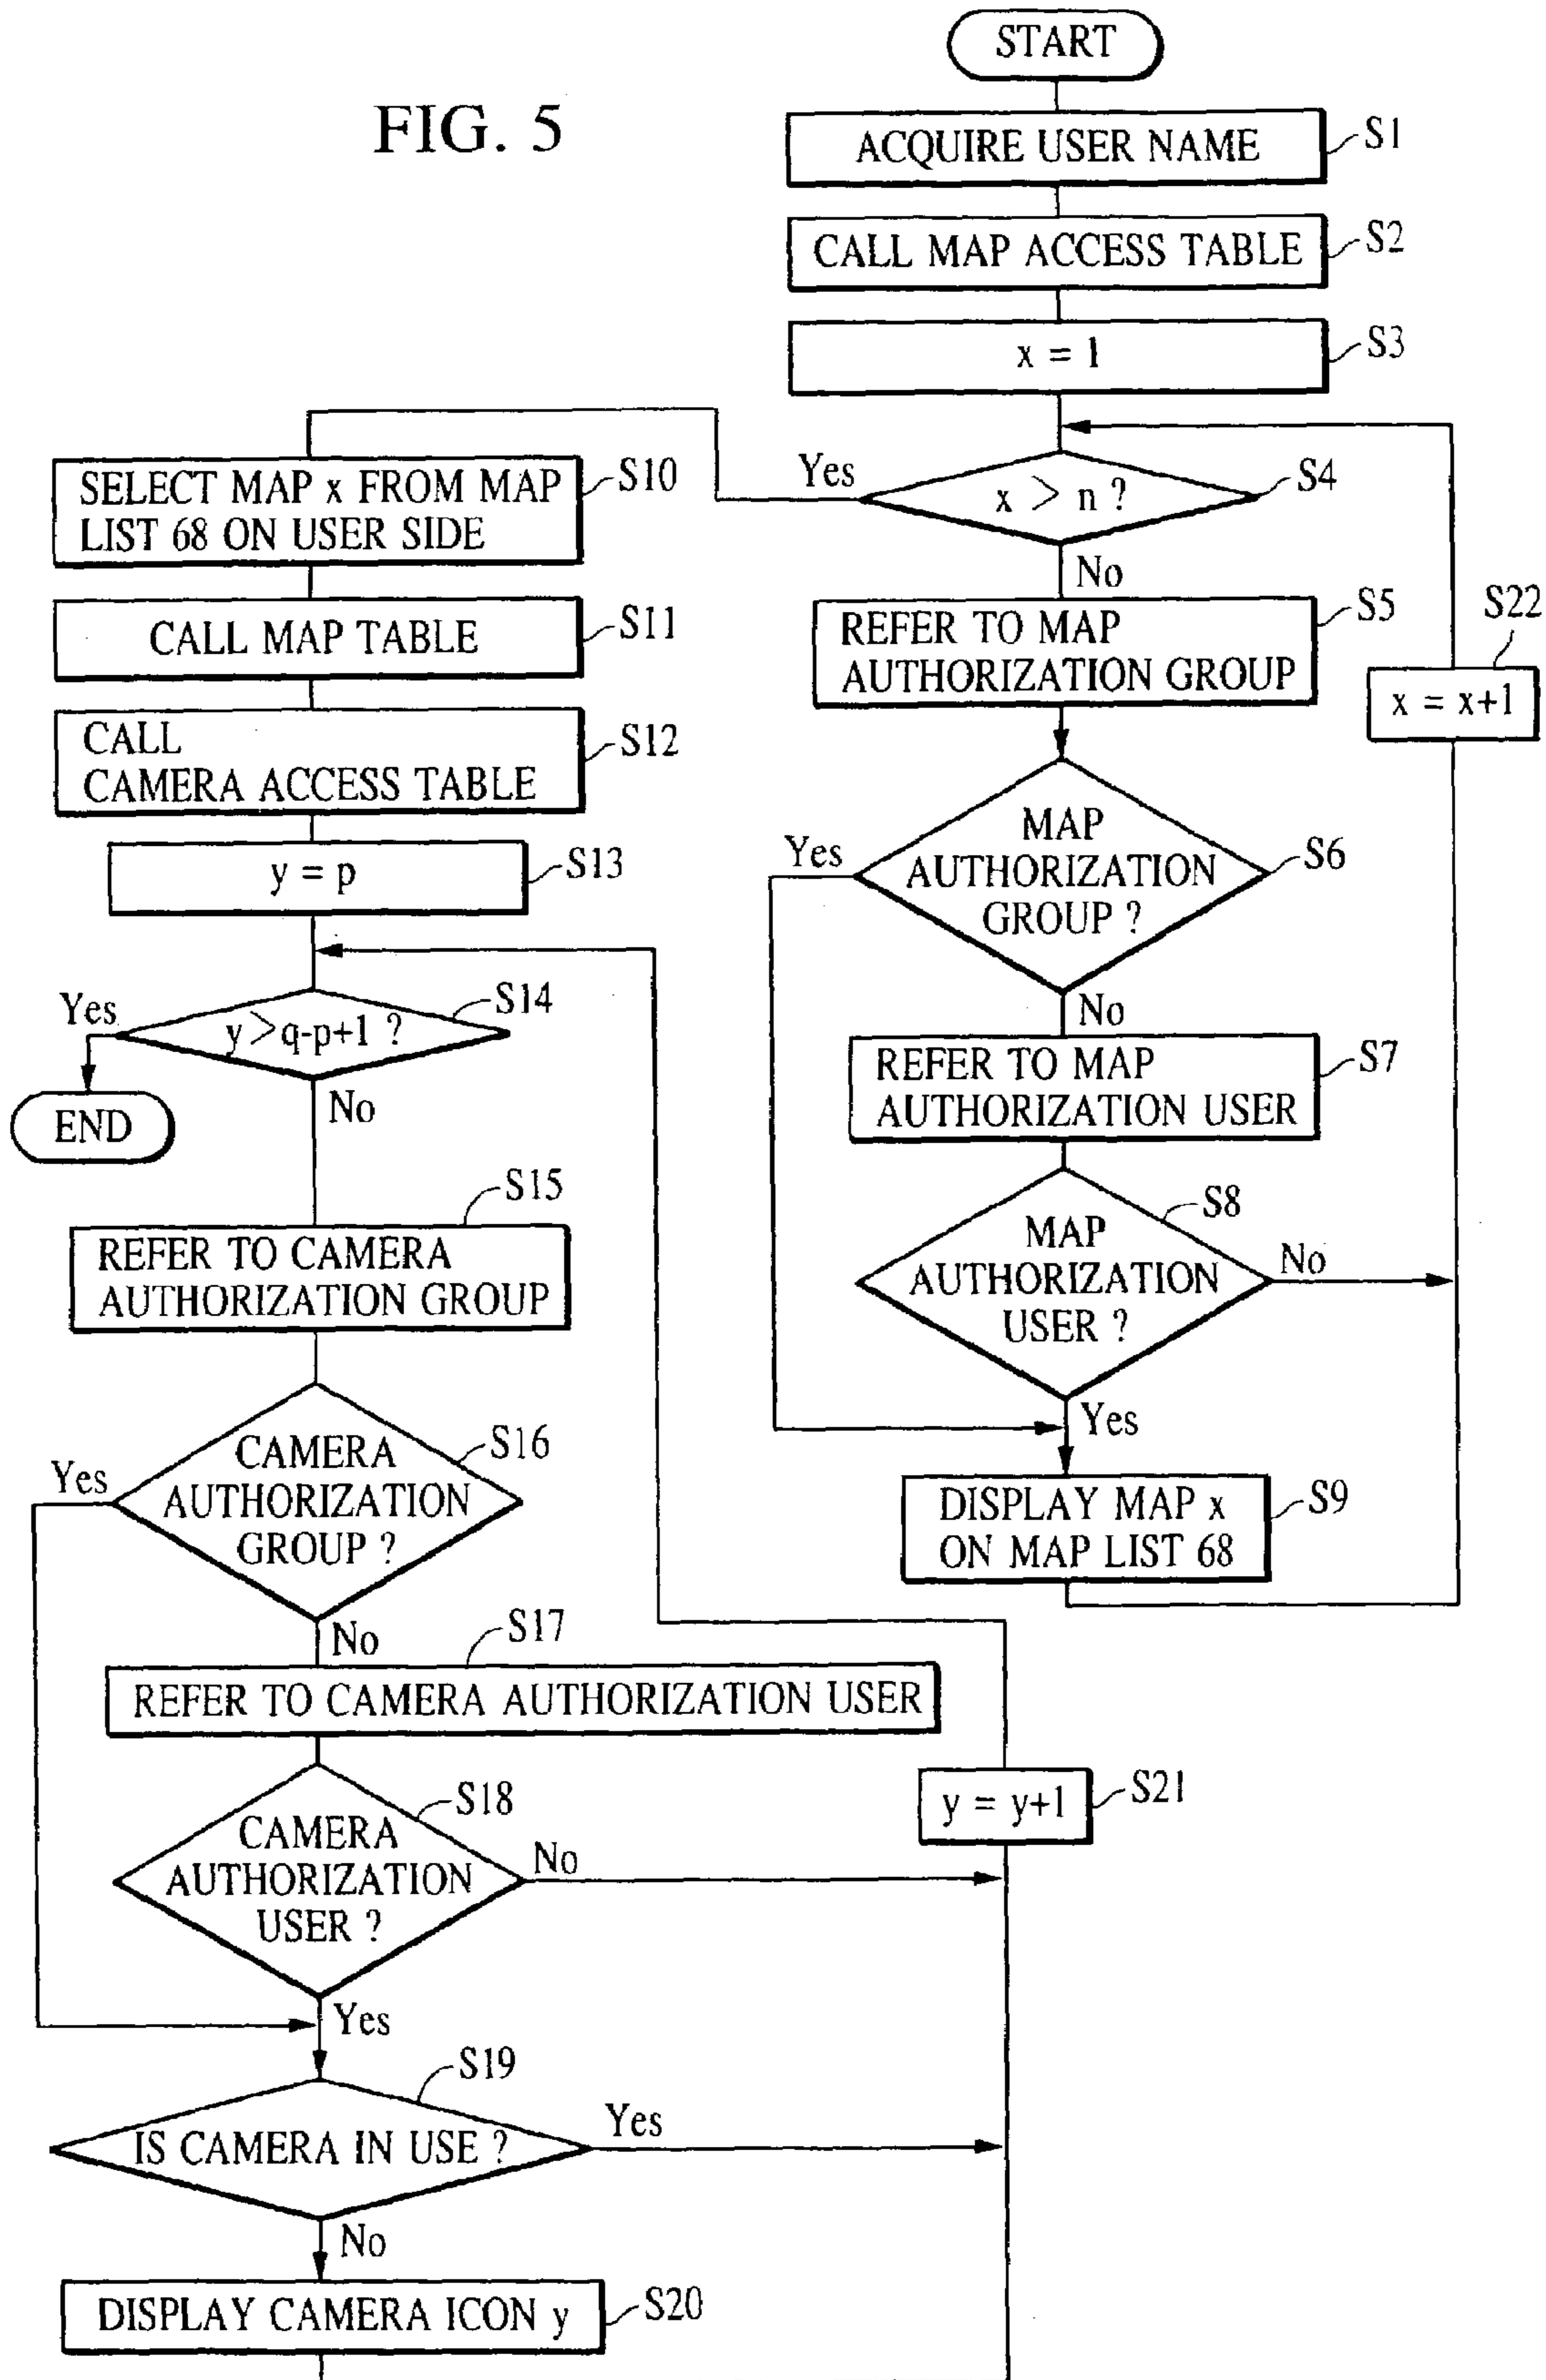 FIG. 5
START
ACQUIRE USER NAME
S1
CALL MAP ACCESS TABLE
S2
x = 1
S3
x > n ?
S4
Yes
No
SELECT MAP x FROM MAP
LIST 68 ON USER SIDE
S10
CALL MAP TABLE
S11
CALL
CAMERA ACCESS TABLE
S12
y = p
S13
y>q-p+1 ?
S14
Yes
No
END
REFER TO MAP
AUTHORIZATION GROUP
S5
S22
x = x+1
MAP
AUTHORIZATION
GROUP ?
S6
Yes
No
REFER TO MAP
AUTHORIZATION USER
S7
MAP
AUTHORIZATION
USER ?
S8
No
Yes
DISPLAY MAP x
ON MAP LIST 68
S9
REFER TO CAMERA
AUTHORIZATION GROUP
S15
CAMERA
AUTHORIZATION
GROUP ?
S16
Yes
No
REFER TO CAMERA AUTHORIZATION USER
S17
CAMERA
AUTHORIZATION
USER ?
S18
No
Yes
y = y+1
S21
IS CAMERA IN USE ?
S19
Yes
No
DISPLAY CAMERA ICON y
S20